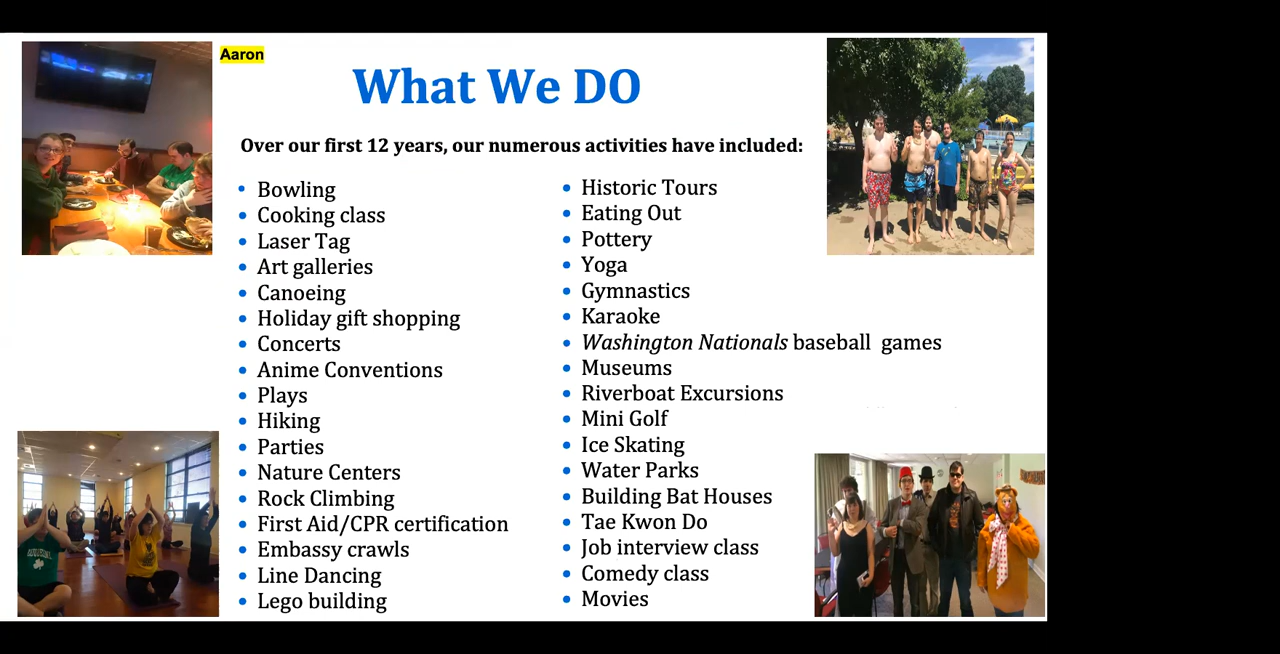 Aaron
What We DO
Over our first 12 years, our numerous activities have included:
• Bowling
• Cooking class
• Laser Tag
• Art galleries
• Canoeing
• Holiday gift shopping
• Concerts
• Anime Conventions
• Plays
• Hiking
• Parties
• Nature Centers
• Rock Climbing
• First Aid/CPR certification
• Embassy crawls
• Line Dancing
• Lego building
• Historic Tours
• Eating Out
• Pottery
• Yoga
• Gymnastics
• Karaoke
• Washington Nationals baseball games
• Museums
• Riverboat Excursions
• Mini Golf
• Ice Skating
• Water Parks
• Building Bat Houses
• Tae Kwon Do
• Job interview class
• Comedy class
• Movies